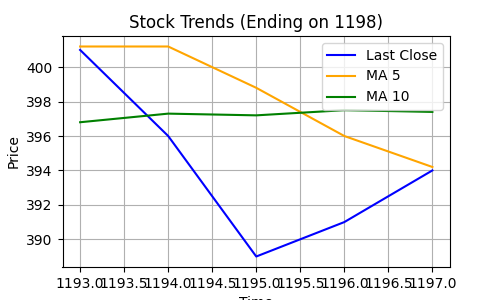 Stock Trends (Ending on 1198)
Last Close
MA 5
MA 10
Price
400
398
396
394
392
390
1193.0 1193.5 1194.0 1194.5 1195.0 1195.5 1196.0 1196.5 1197.0
Time